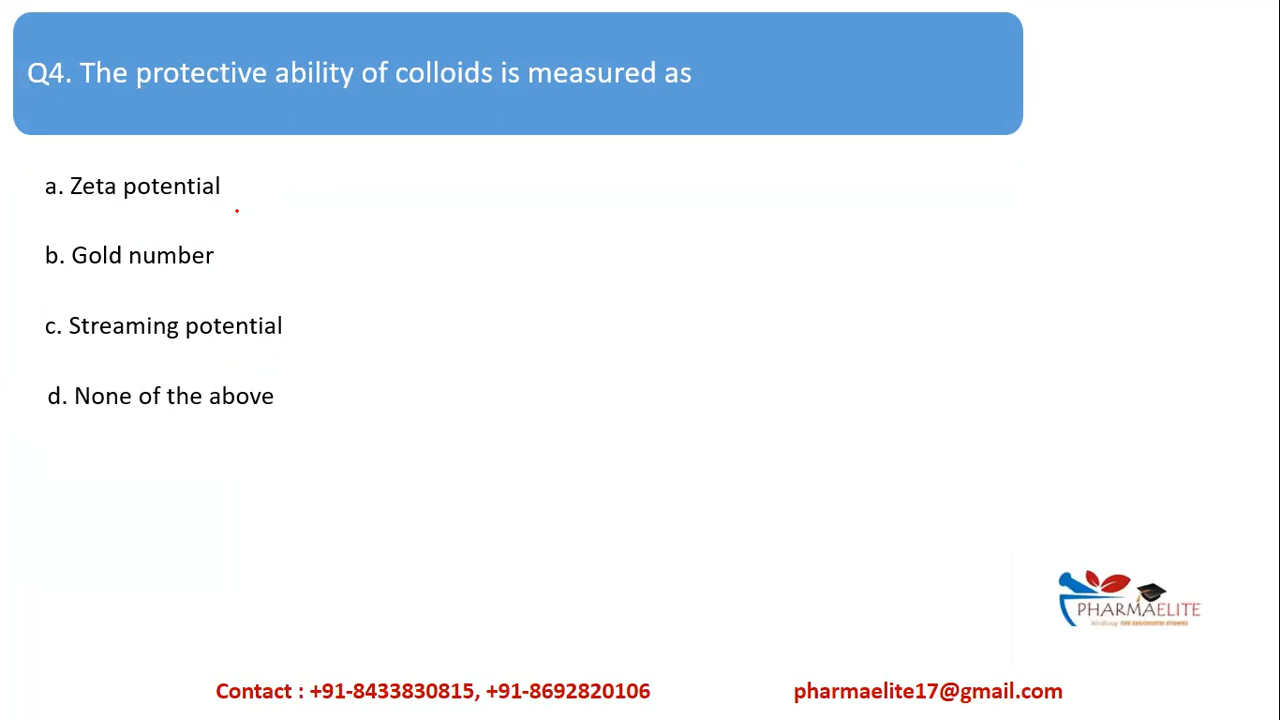 Q4. The protective ability of colloids is measured as
a. Zeta potential
b. Gold number
c. Streaming potential
d. None of the above
PHARMAELITE
Contact : +91-8433830815, +91-8692820106
pharmaelite17@gmail.com